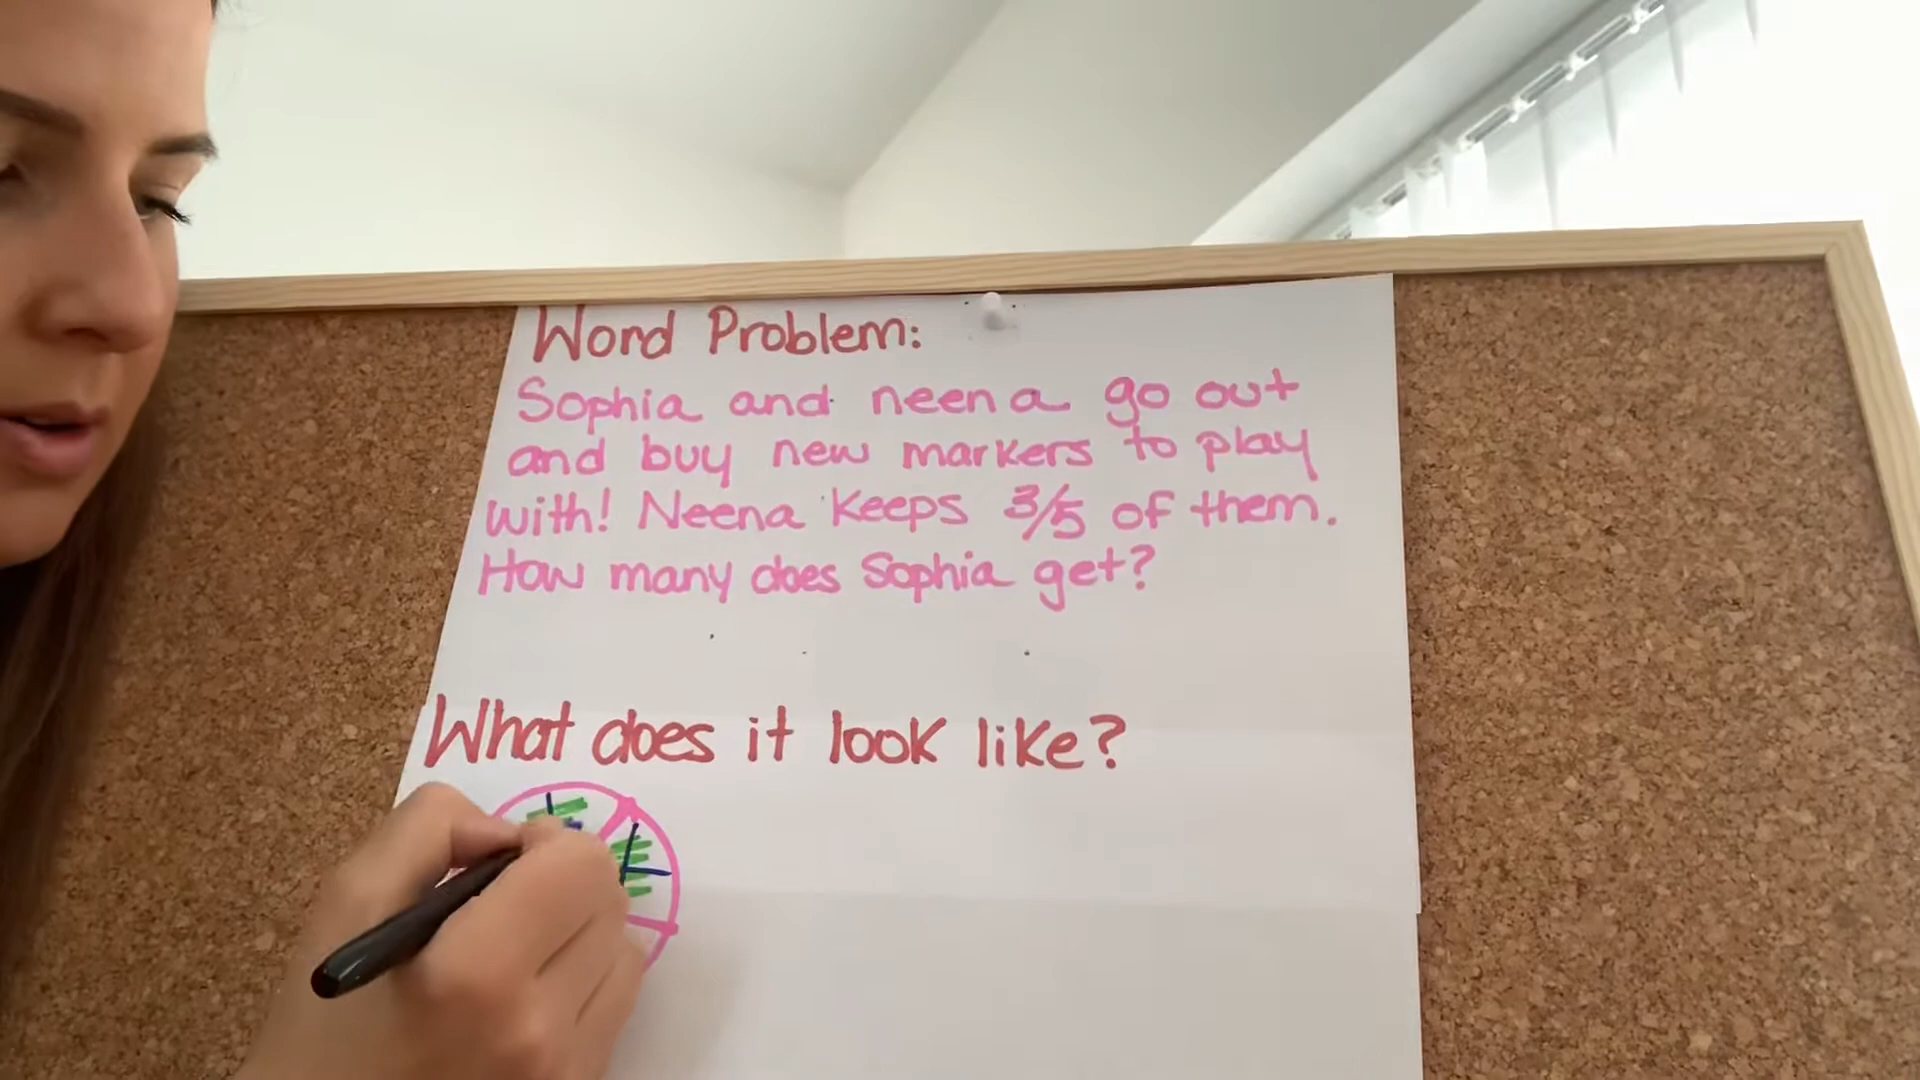 Word Problem:
Sophia and neena go out
and buy new markers to play
with! Neena Keeps 3/5 of them.
How many does Sophia get?
What does it look like?